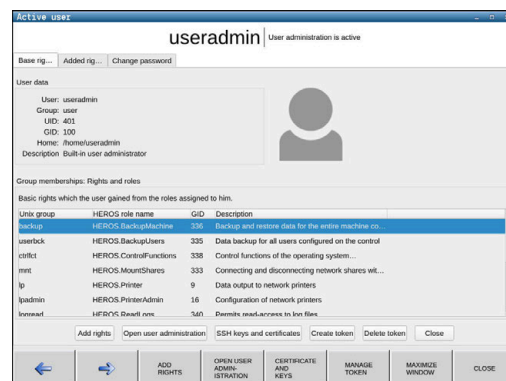 Active user
useradmin User administration is active
Base rig... Added rig... Change password
User data
User: useradmin
Group: user
UID: 401
GID: 100
Home: /home/useradmin
Description Built-in user administrator
Group memberships: Rights and roles
Basic rights which the user gained from the roles assigned to him.
Unix group HEROS role name GID Description
backup HEROS.BackupMachine 336 Backup and restore data for the entire machine co...
userbck HEROS.BackupUsers 335 Data backup for all users configured on the control
ctrlfct HEROS.ControlFunctions 338 Control functions of the operating system...
mnt HEROS.MountShares 333 Connecting and disconnecting network shares wit...
lp HEROS.Printer 9 Data output to network printers
lpadmin HEROS.PrinterAdmin 16 Configuration of network printers
logread HEROS.ReadLogs 340 Permits read-access to log files
Add rights Open user administration SSH keys and certificates Create token Delete token Close
ADD RIGHTS
OPEN USER ADMIN-ISTRATION
CERTIFICATE AND KEYS
MANAGE TOKEN
MAXIMIZE WINDOW
CLOSE